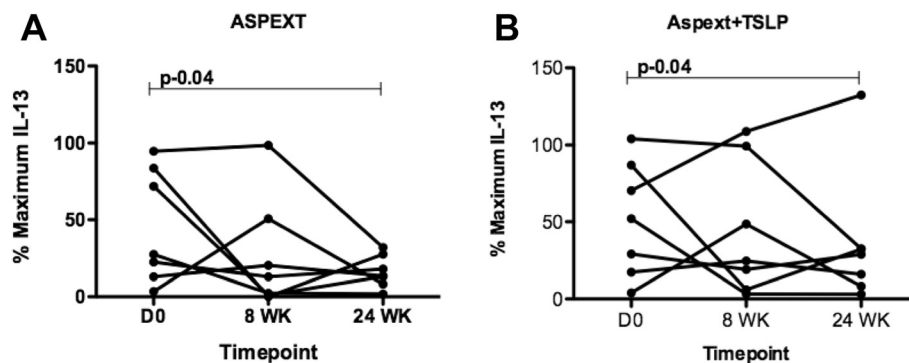 A
ASPEXT
% Maximum IL-13
150
100
50
0
p-0.04
D0
8 WK
24 WK
Timepoint
B
Aspext+TSLP
% Maximum IL-13
150
100
50
0
p-0.04
D0
8 WK
24 WK
Timepoint